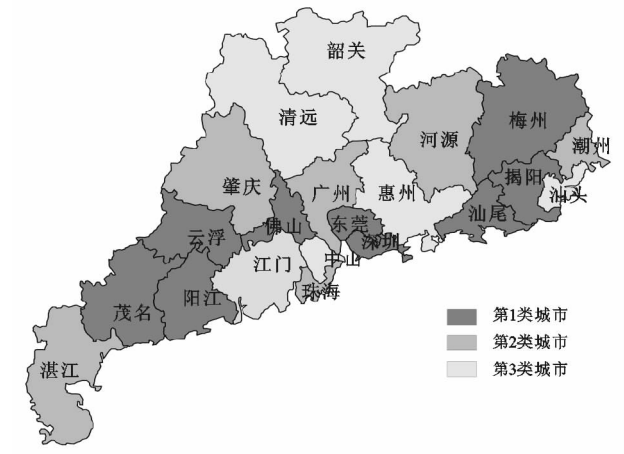 韶关
清远
梅州
河源
潮州
揭阳
肇庆
广州
惠州
汕头
汕尾
佛山
东莞
云浮
深圳
江门
中山
珠海
阳江
茂名
湛江
第1类城市
第2类城市
第3类城市